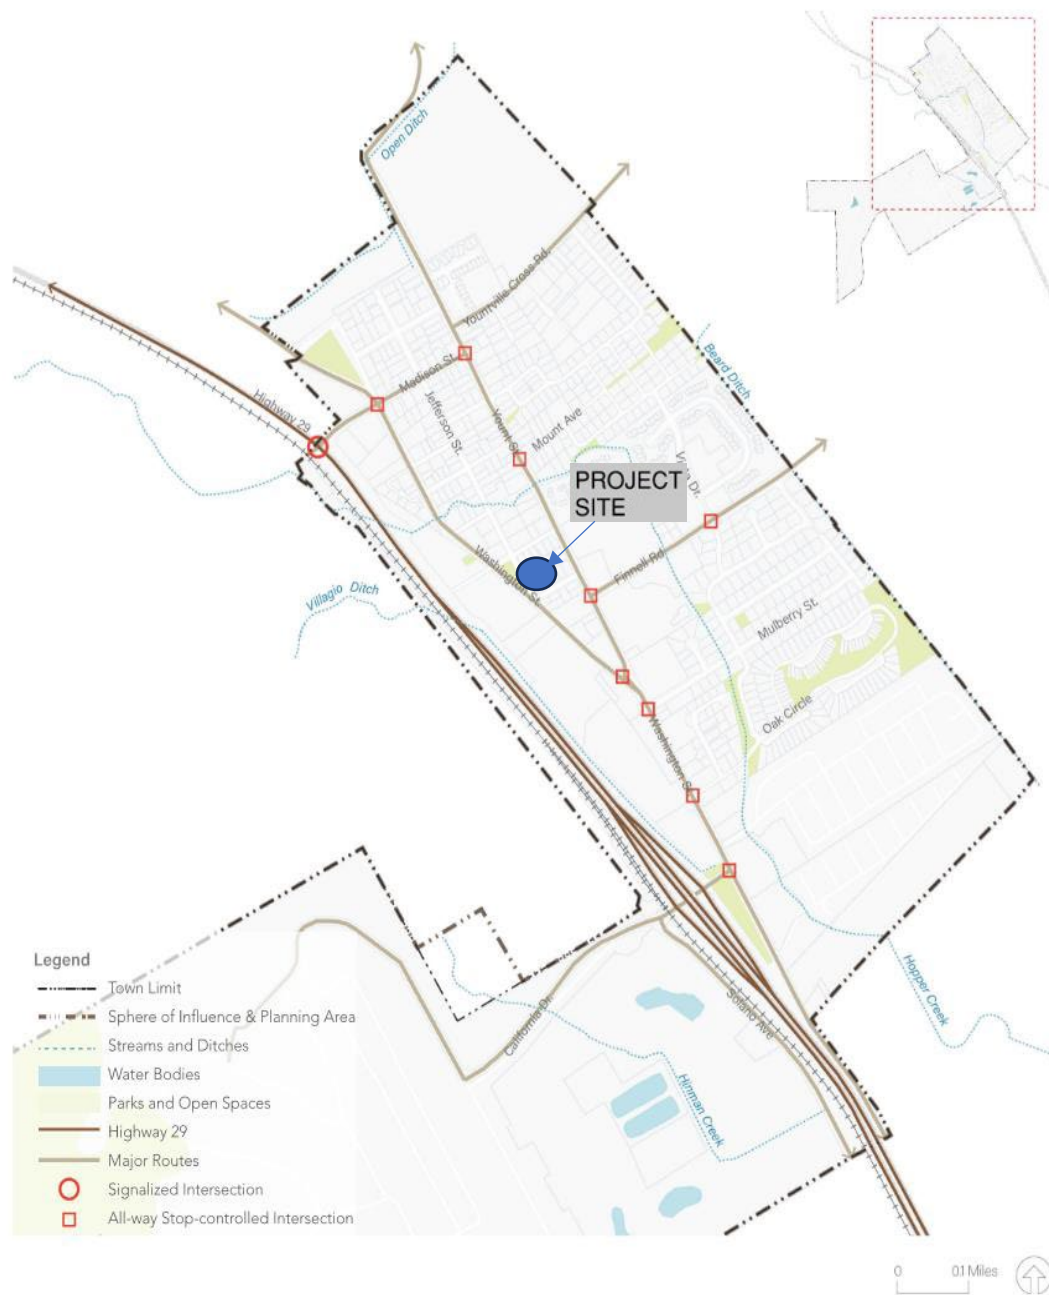 Open Ditch
Yountville Cross Rd.
Beard Ditch
Madison St.
Highway 29
Jefferson St.
Yount St.
Mount Ave
PROJECT
SITE
Vista Dr.
Washington St.
Finnell Rd
Villagio Ditch
Mulberry St.
Oak Circle
Washington St.
Hopper Creek
California Dr.
Solano Ave
Hinman Creek
Legend
Town Limit
Sphere of Influence & Planning Area
Streams and Ditches
Water Bodies
Parks and Open Spaces
Highway 29
Major Routes
Signalized Intersection
All-way Stop-controlled Intersection
0 0.1 Miles